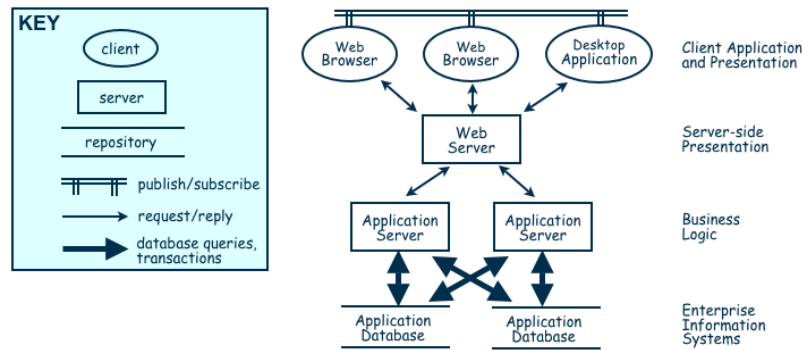 KEY
client
server
repository
publish/subscribe
request/reply
database queries,
transactions
Web
Browser
Web
Browser
Desktop
Application
Client Application
and Presentation
Web
Server
Server-side
Presentation
Application
Server
Application
Server
Business
Logic
Application
Database
Application
Database
Enterprise
Information
Systems